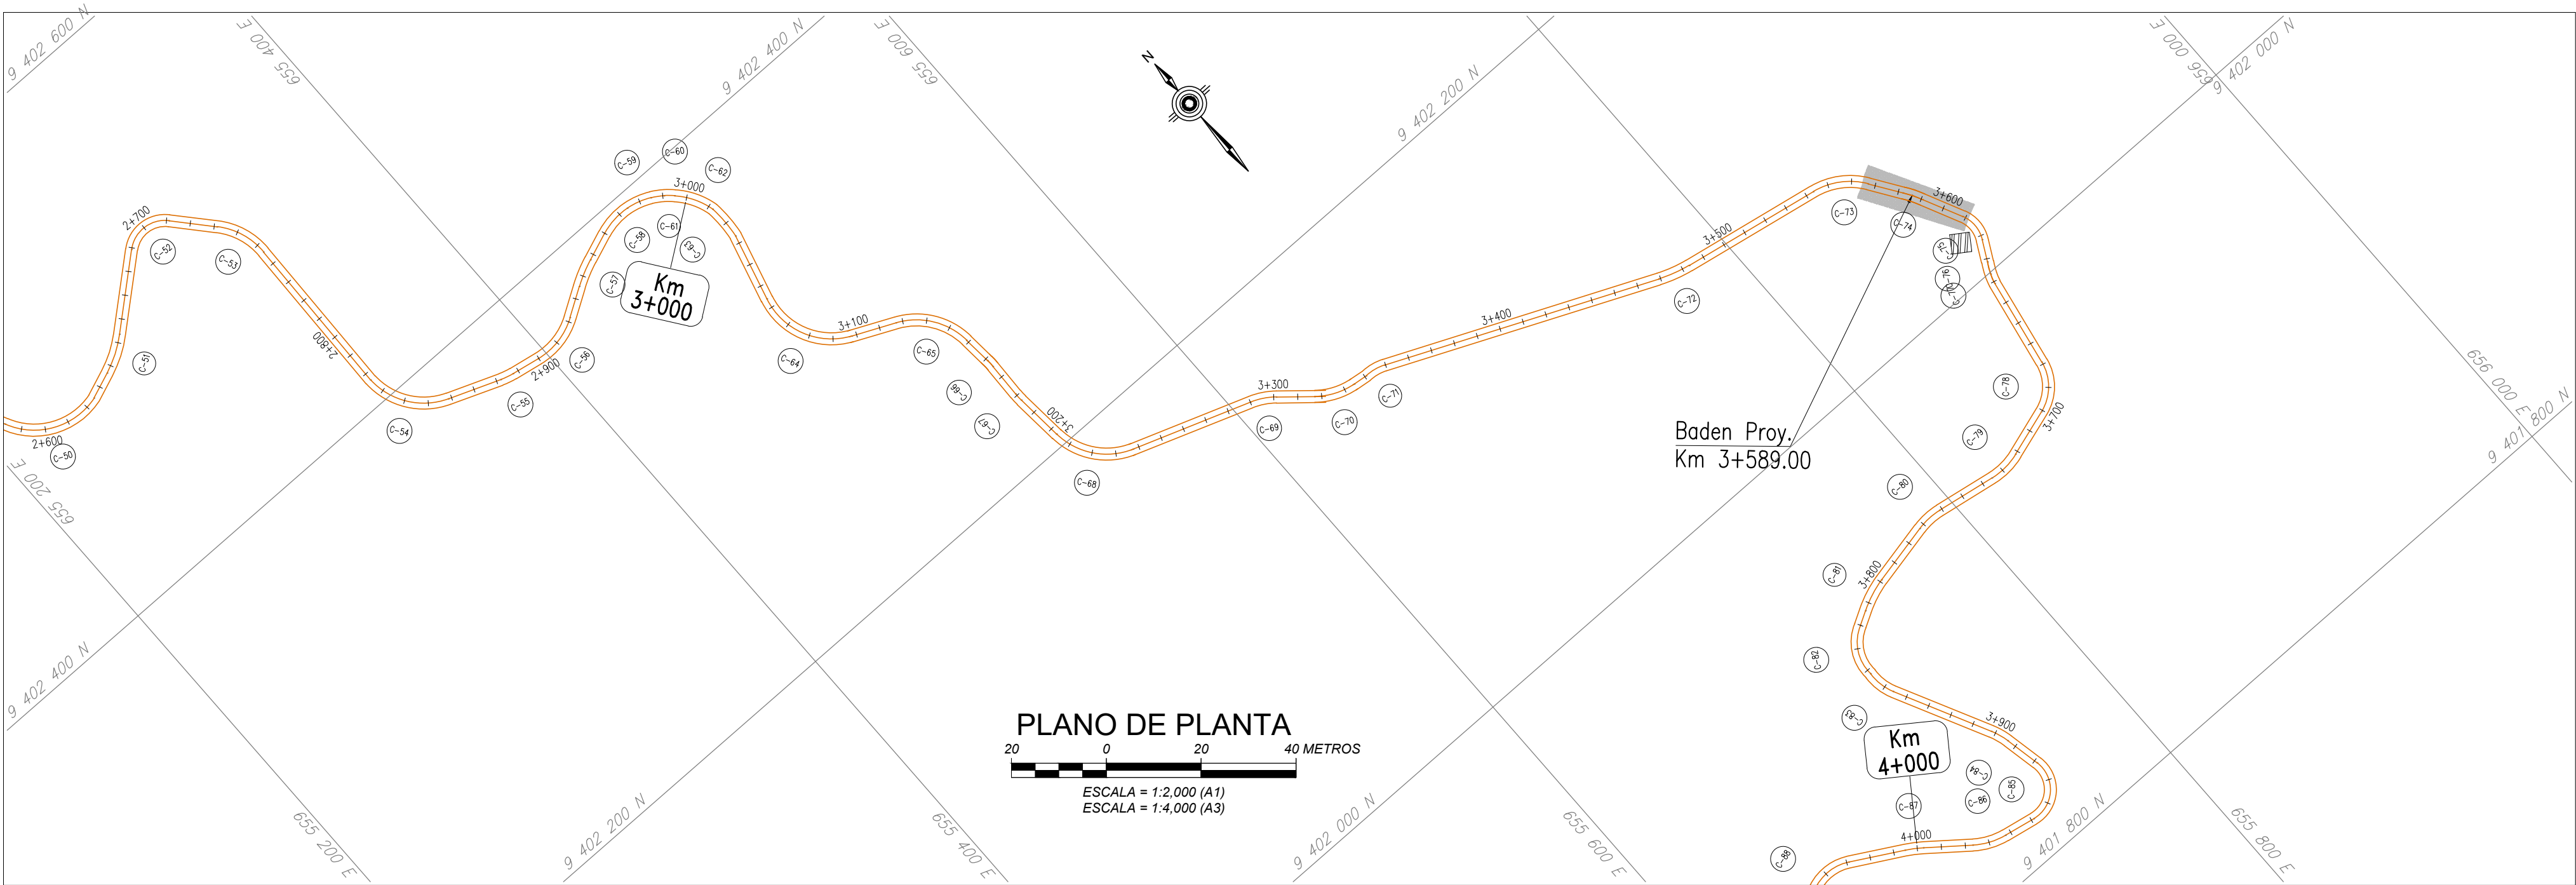 9 402 600 N
655 400 E
9 402 400 N
655 600 E
N
9 402 200 N
656 000 E
9 402 000 N
C-59
C-60
C-62
3+000
C-61
C-58
C-63
C-57
Km
3+000
2+700
C-52
C-53
C-51
2+800
2+600
C-50
655 200 E
C-54
C-55
2+900
C-56
C-64
3+100
C-65
C-66
C-67
3+200
C-68
3+300
C-69
C-70
C-71
3+400
C-72
3+500
C-73
C-74
3+600
C-75
C-76
C-77
C-78
3+700
C-79
C-80
Baden Proy.
Km 3+589.00
656 000 E
9 401 800 N
3+800
C-81
C-82
C-83
3+900
Km
4+000
C-84
C-85
C-86
C-87
4+000
C-88
9 402 400 N
655 200 E
9 402 200 N
655 400 E
PLANO DE PLANTA
20 0 20 40 METROS
ESCALA = 1:2,000 (A1)
ESCALA = 1:4,000 (A3)
9 402 000 N
655 600 E
9 401 800 N
655 800 E